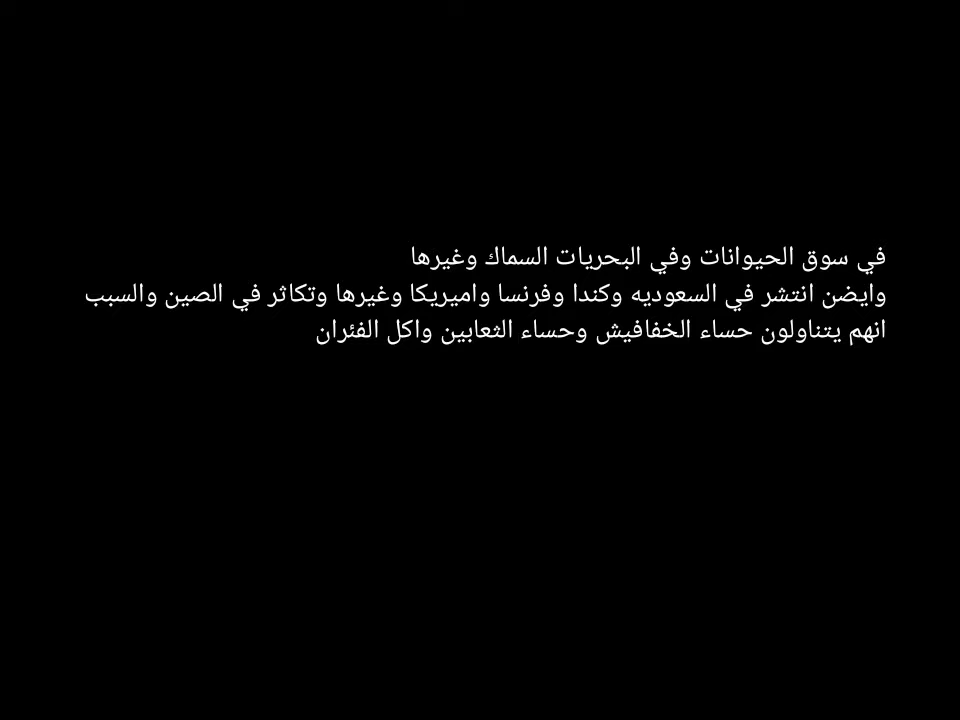 في سوق الحيوانات وفي البحريات السماك وغيرها
وايضن انتشر في السعوديه وكندا وفرنسا واميريكا وغيرها وتكاثر في الصين والسبب
انهم يتناولون حساء الخفافيش وحساء الثعابين واكل الفئران